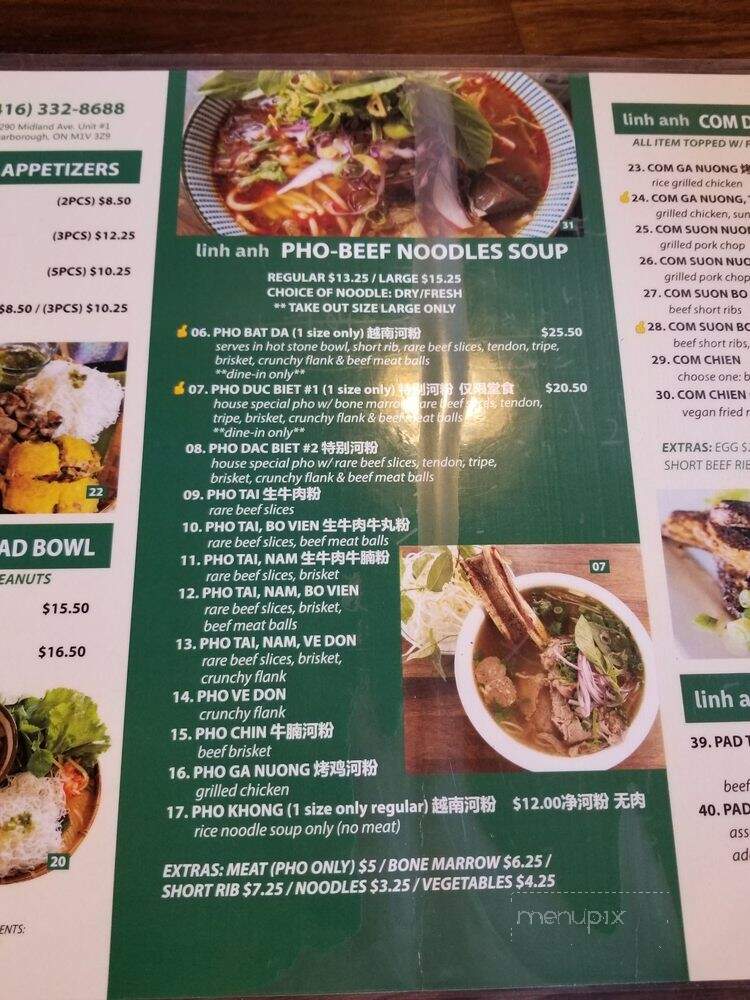 416) 332-8688
290 Midland Ave. Unit #1
arborough, ON M1V 3Z9
APPETIZERS
(2PCS) $8.50
(3PCS) $12.25
(5PCS) $10.25
$8.50 / (3PCS) $10.25
22
AD BOWL
EANUTS
$15.50
$16.50
20
ENTS:
31
linh anh PHO-BEEF NOODLES SOUP
REGULAR $13.25 / LARGE $15.25
CHOICE OF NOODLE: DRY/FRESH
** TAKE OUT SIZE LARGE ONLY
06. PHO BAT DA (1 size only) 越南河粉 $25.50
serves in hot stone bowl, short rib, rare beef slices, tendon, tripe,
brisket, crunchy flank & beef meat balls
**dine-in only**
07. PHO DUC BIET #1 (1 size only) 特别河粉 仅限堂食 $20.50
house special pho w/ bone marrow, rare beef slices, tendon,
tripe, brisket, crunchy flank & beef meat balls
**dine-in only**
08. PHO DAC BIET #2 特别河粉
house special pho w/ rare beef slices, tendon, tripe,
brisket, crunchy flank & beef meat balls
09. PHO TAI 生牛肉粉
rare beef slices
10. PHO TAI, BO VIEN 生牛肉牛丸粉
rare beef slices, beef meat balls
11. PHO TAI, NAM 生牛肉牛腩粉
rare beef slices, brisket
12. PHO TAI, NAM, BO VIEN
rare beef slices, brisket,
beef meat balls
13. PHO TAI, NAM, VE DON
rare beef slices, brisket,
crunchy flank
14. PHO VE DON
crunchy flank
15. PHO CHIN 牛腩河粉
beef brisket
16. PHO GA NUONG 烤鸡河粉
grilled chicken
17. PHO KHONG (1 size only regular) 越南河粉 $12.00净河粉 无肉
rice noodle soup only (no meat)
07
EXTRAS: MEAT (PHO ONLY) $5 / BONE MARROW $6.25 /
SHORT RIB $7.25 / NOODLES $3.25 / VEGETABLES $4.25
menupix
linh anh COM D
ALL ITEM TOPPED W/ F
23. COM GA NUONG 烤
rice grilled chicken
24. COM GA NUONG,
grilled chicken, sun
25. COM SUON NUON
grilled pork chop
26. COM SUON NUO
grilled pork chop
27. COM SUON BO
beef short ribs
28. COM SUON BO
beef short ribs,
29. COM CHIEN
choose one: b
30. COM CHIEN
vegan fried r
EXTRAS: EGG $
SHORT BEEF RIB
linh a
39. PAD T
beef
40. PAD
ass
ad